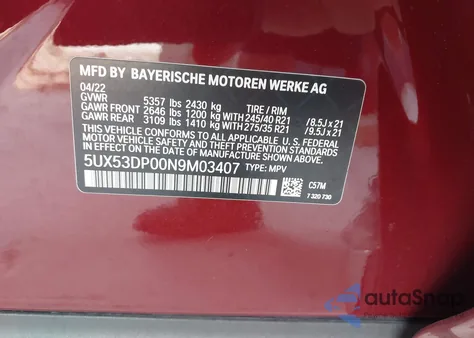 MFD BY BAYERISCHE MOTOREN WERKE AG
04/22
GVWR 5357 lbs 2430 kg TIRE / RIM
GAWR FRONT 2646 lbs 1200 kg WITH 245/40 R21 / 8.5J x 21
GAWR REAR 3109 lbs 1410 kg WITH 275/35 R21 / 9.5J x 21
THIS VEHICLE CONFORMS TO ALL APPLICABLE U.S. FEDERAL
MOTOR VEHICLE SAFETY, BUMPER, AND THEFT PREVENTION
STANDARDS IN EFFECT ON THE DATE OF MANUFACTURE SHOWN ABOVE.
5UX53DP00N9M03407 TYPE: MPV
C57M
7 320 730
autoSnap